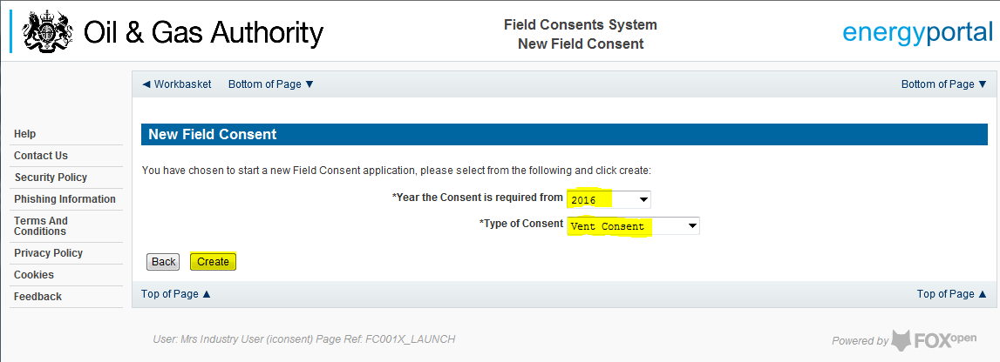 Oil & Gas Authority
Field Consents System
New Field Consent
energyportal
◄ Workbasket Bottom of Page ▼ Bottom of Page ▼
Help
Contact Us
Security Policy
Phishing Information
Terms And
Conditions
Privacy Policy
Cookies
Feedback
New Field Consent
You have chosen to start a new Field Consent application, please select from the following and click create:
*Year the Consent is required from 2016
*Type of Consent Vent Consent
Back Create
Top of Page ▲ Top of Page ▲
User: Mrs Industry User (iconsent) Page Ref: FC001X_LAUNCH
Powered by FOXopen